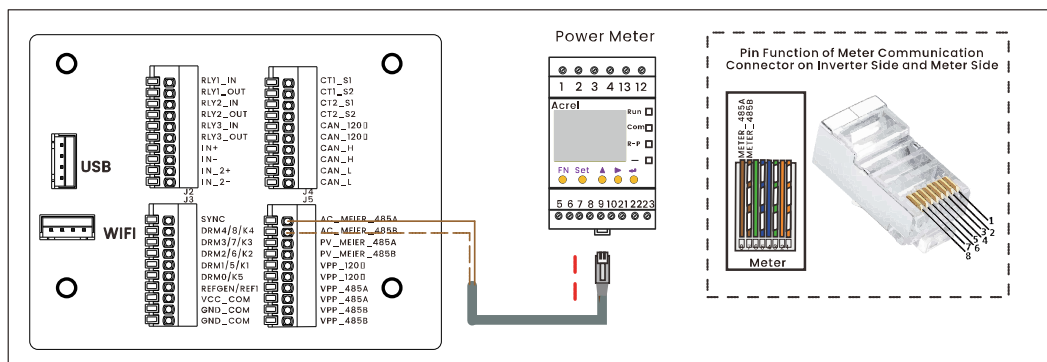 Power Meter
Pin Function of Meter Communication
Connector on Inverter Side and Meter Side
RLY1_IN
RLY1_OUT
RLY2_IN
RLY2_OUT
RLY3_IN
RLY3_OUT
IN+
IN-
IN_2+
IN_2-
J2
J3
CT1_S1
CT1_S2
CT2_S1
CT2_S2
CAN_120▯
CAN_120▯
CAN_H
CAN_H
CAN_L
CAN_L
J4
J5
USB
WIFI
SYNC
DRM4/8/K4
DRM3/7/K3
DRM2/6/K2
DRM1/5/K1
DRM0/K5
REFGEN/REF1
VCC_COM
GND_COM
GND_COM
AC_MEIER_485A
AC_MEIER_485B
PV_MEIER_485A
PV_MEIER_485B
VPP_120▯
VPP_120▯
VPP_485A
VPP_485A
VPP_485B
VPP_485B
1 2 3 4 13 12
Acrel
Run
Com
R-P
FN Set
5 6 7 8 9 10 21 22 23
METER_485A
METER_485B
Meter
1
2
3
4
5
6
7
8